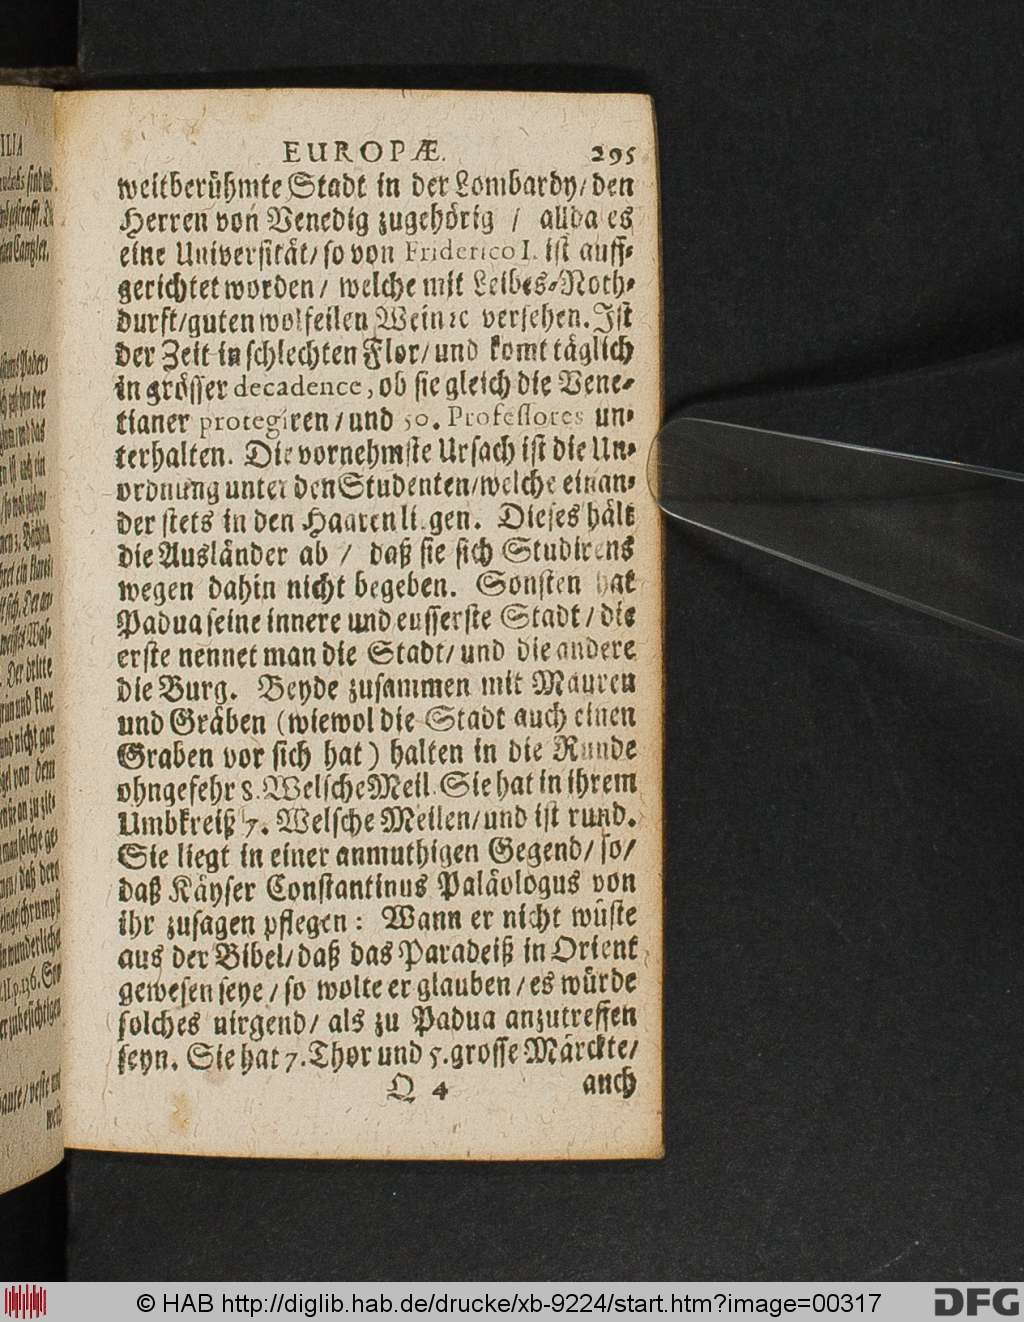 EUROPÆ. 295
weitberühmte Stadt in der Lombardy/ den
Herren von Venedig zugehörig / allda es
eine Universität/ so von Friderico I. ist auff-
gerichtet worden/ welche mit Leibes-Noth-
durft/ guten wolfeilen Wein ꝛc versehen. Ist
der Zeit in schlechten Flor/ und komt täglich
in grösser decadence, ob sie gleich die Vene-
tianer protegiren/ und 50. Professores un-
terhalten. Die vornehmste Ursach ist die Un-
ordnung unter den Studenten/ welche einan-
der stets in den Haaren ligen. Dieses hält
die Ausländer ab / daß sie sich Studirens
wegen dahin nicht begeben. Sonsten hat
Padua seine innere und eusserste Stadt/ die
erste nennet man die Stadt/ und die andere
die Burg. Beyde zusammen mit Mauren
und Gräben (wiewol die Stadt auch einen
Graben vor sich hat) halten in die Runde
ohngefehr 8. Welsche Meil. Sie hat in ihrem
Umbkreiß 7. Welsche Meilen/ und ist rund.
Sie liegt in einer anmuthigen Gegend/ so/
daß Käyser Constantinus Paläologus von
ihr zusagen pflegen: Wann er nicht wüste
aus der Bibel/ daß das Paradeiß in Orient
gewesen seye/ so wolte er glauben/ es würde
solches nirgend/ als zu Padua anzutreffen
seyn. Sie hat 7. Thor und 5. grosse Märckte/
Q 4 auch
© HAB http://diglib.hab.de/drucke/xb-9224/start.htm?image=00317
DFG